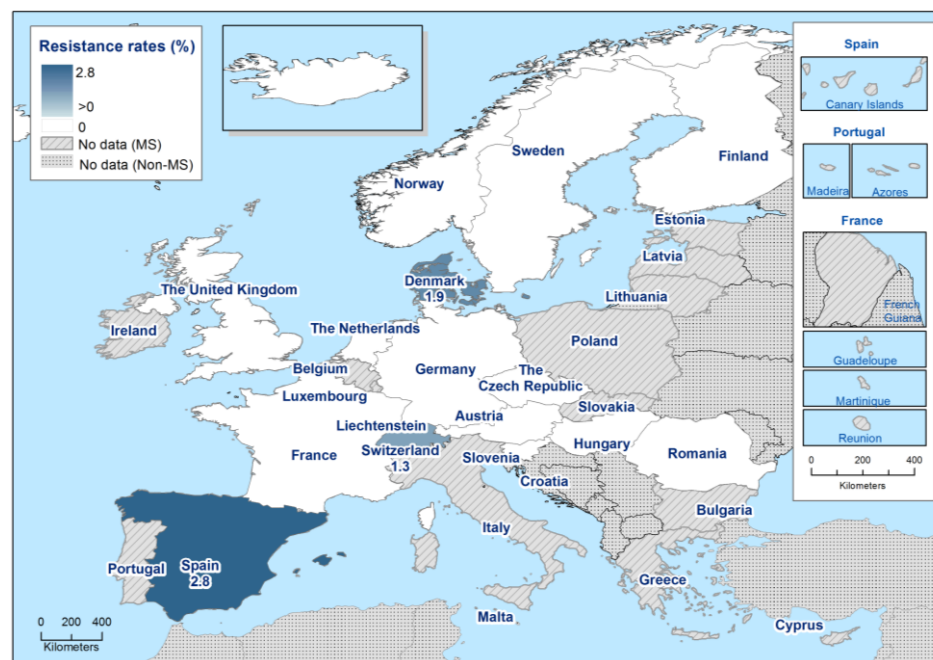 Resistance rates (%)
2.8
>0
0
No data (MS)
No data (Non-MS)
Spain
Canary Islands
Portugal
Madeira
Azores
France
French
Guiana
Guadeloupe
Martinique
Reunion
0 200 400
Kilometers
Finland
Sweden
Norway
Estonia
Latvia
Denmark
1.9
Lithuania
The United Kingdom
Ireland
The Netherlands
Poland
Belgium
Germany
The
Czech Republic
Luxembourg
Slovakia
Austria
Liechtenstein
Hungary
Switzerland
1.3
Slovenia
France
Romania
Croatia
Bulgaria
Italy
Portugal
Spain
2.8
Greece
Malta
Cyprus
0 200 400
Kilometers